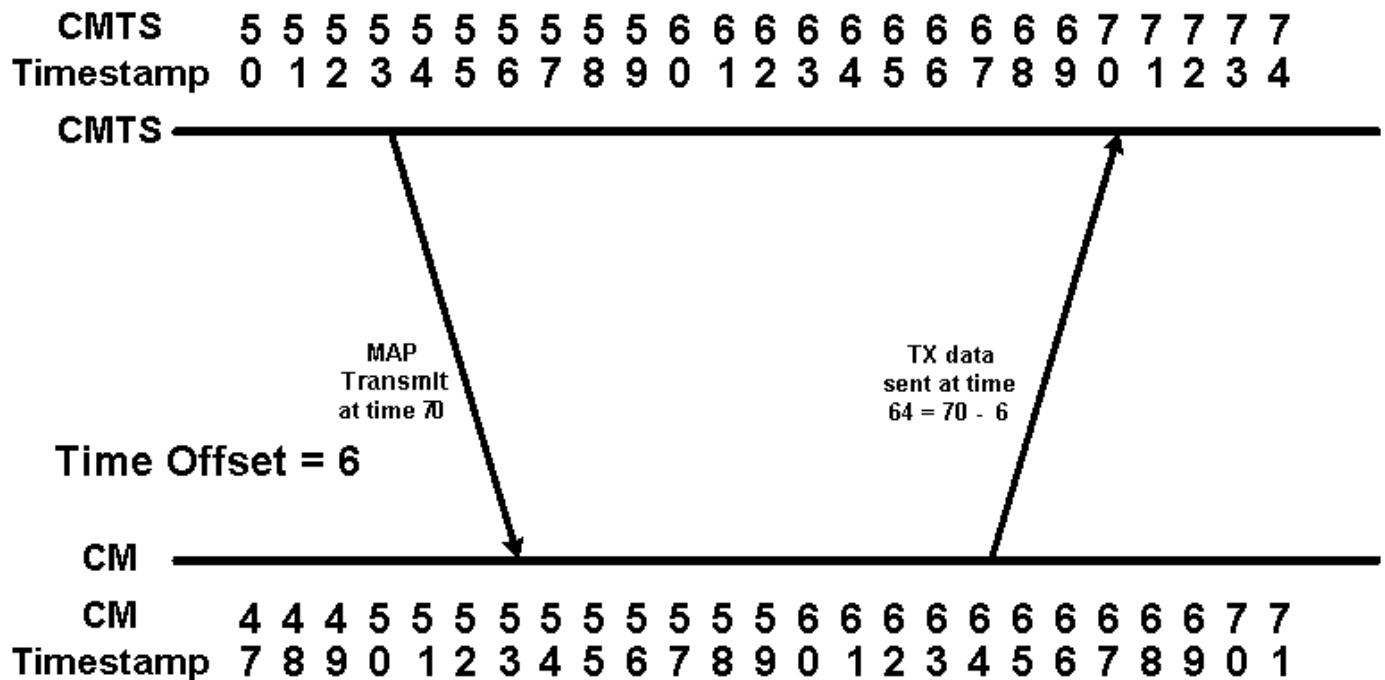 CMTS 5 5 5 5 5 5 5 5 5 5 6 6 6 6 6 6 6 6 6 6 7 7 7 7 7
Timestamp 0 1 2 3 4 5 6 7 8 9 0 1 2 3 4 5 6 7 8 9 0 1 2 3 4
CMTS
MAP
Transmit
at time 70
TX data
sent at time
64 = 70 - 6
Time Offset = 6
CM
CM 4 4 4 5 5 5 5 5 5 5 5 5 5 6 6 6 6 6 6 6 6 6 6 7 7
Timestamp 7 8 9 0 1 2 3 4 5 6 7 8 9 0 1 2 3 4 5 6 7 8 9 0 1